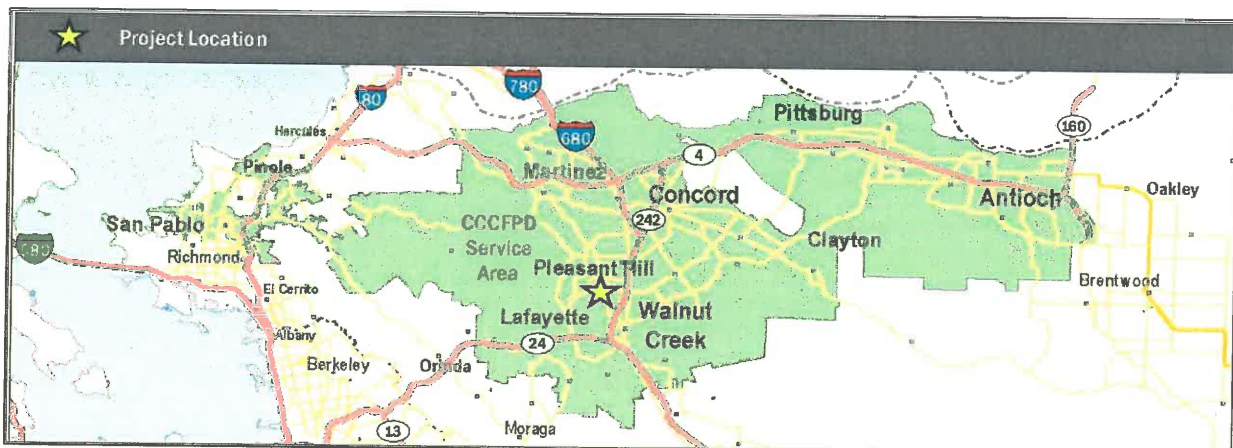 Project Location
80
780
680
Hercules
Pinole
San Pablo
Richmond
580
El Cerrito
Albany
Berkeley
Orinda
Moraga
13
24
Lafayette
Walnut
Creek
Pleasant Hill
CCCFPD
Service
Area
Martinez
4
242
Concord
Clayton
Pittsburg
Antioch
160
Oakley
Brentwood